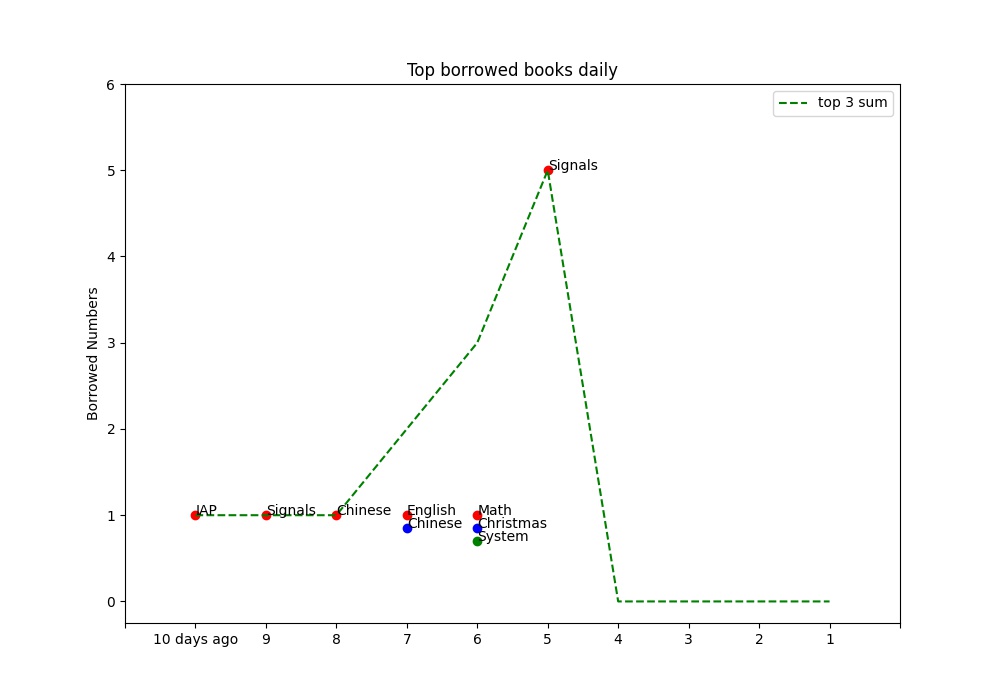 Top borrowed books daily
top 3 sum
Borrowed Numbers
6
5
4
3
2
1
0
Signals
JAP
Signals
Chinese
English
Chinese
Math
Christmas
System
10 days ago 9 8 7 6 5 4 3 2 1